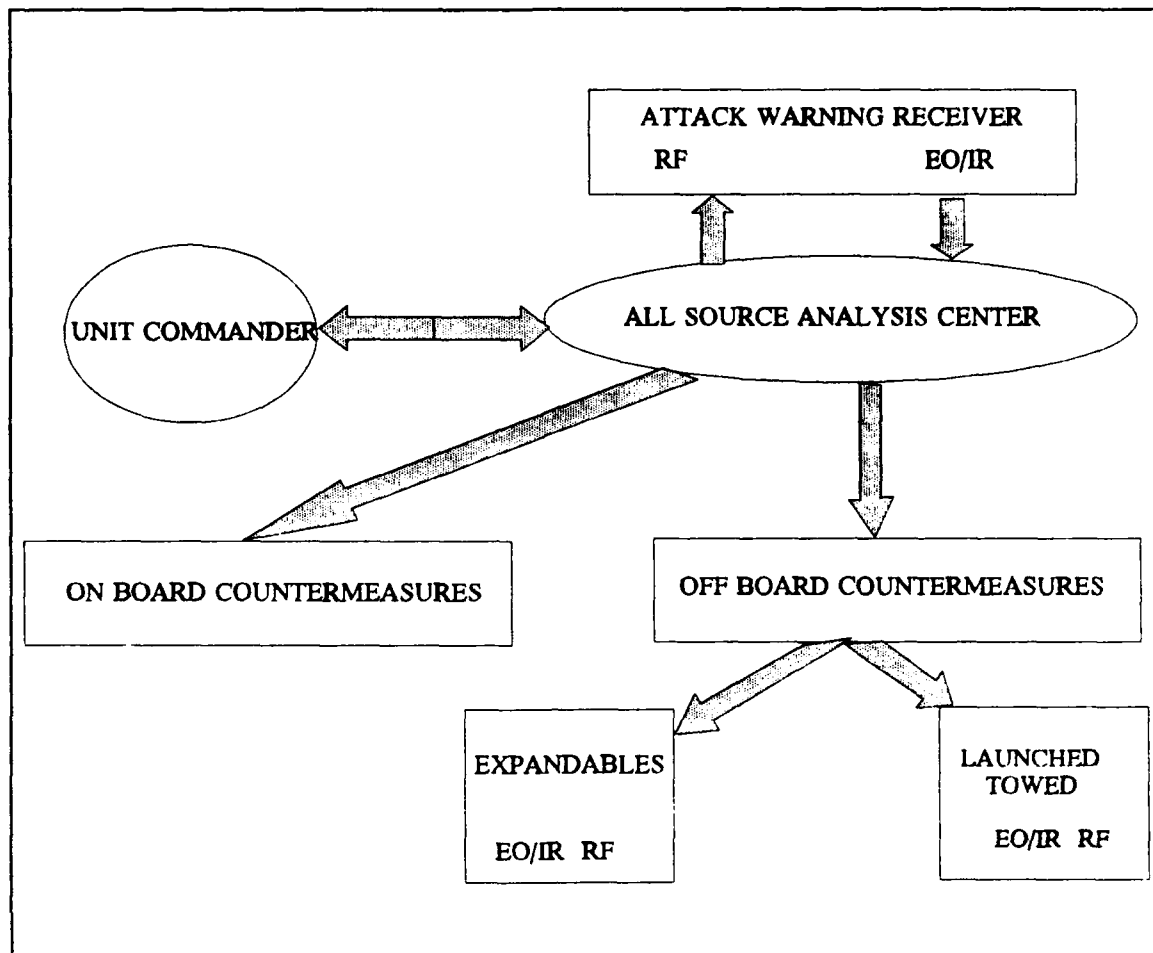 ATTACK WARNING RECEIVER
RF EO/IR
UNIT COMMANDER
ALL SOURCE ANALYSIS CENTER
ON BOARD COUNTERMEASURES
OFF BOARD COUNTERMEASURES
EXPANDABLES
EO/IR RF
LAUNCHED
TOWED
EO/IR RF